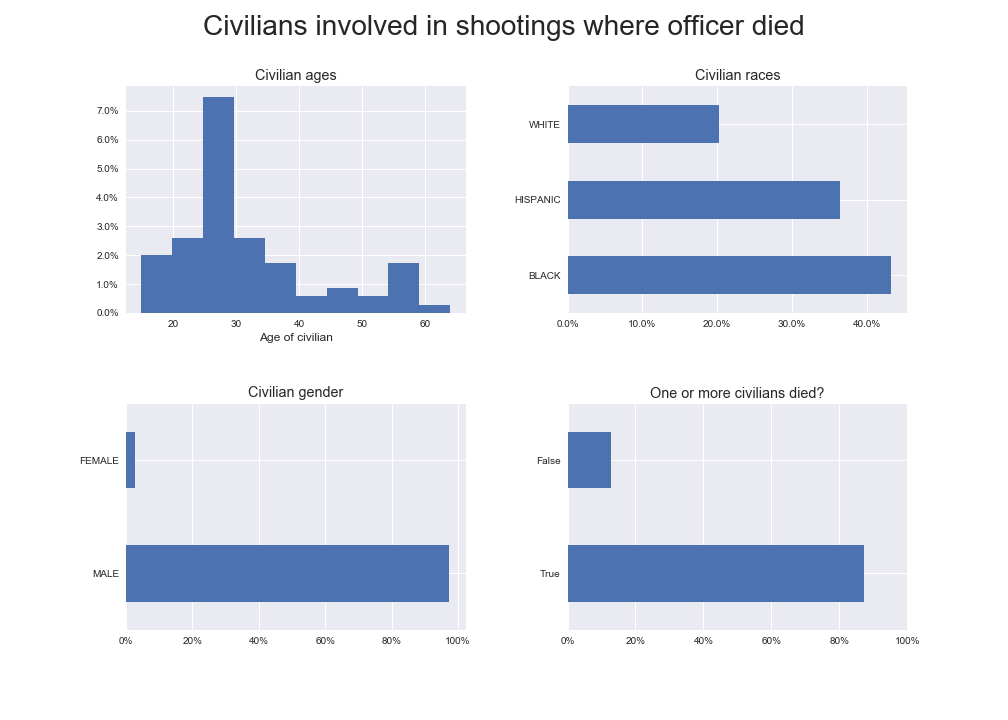 Civilians involved in shootings where officer died
Civilian ages
7.0%
6.0%
5.0%
4.0%
3.0%
2.0%
1.0%
0.0%
20 30 40 50 60
Age of civilian
Civilian races
WHITE
HISPANIC
BLACK
0.0% 10.0% 20.0% 30.0% 40.0%
Civilian gender
FEMALE
MALE
0% 20% 40% 60% 80% 100%
One or more civilians died?
False
True
0% 20% 40% 60% 80% 100%